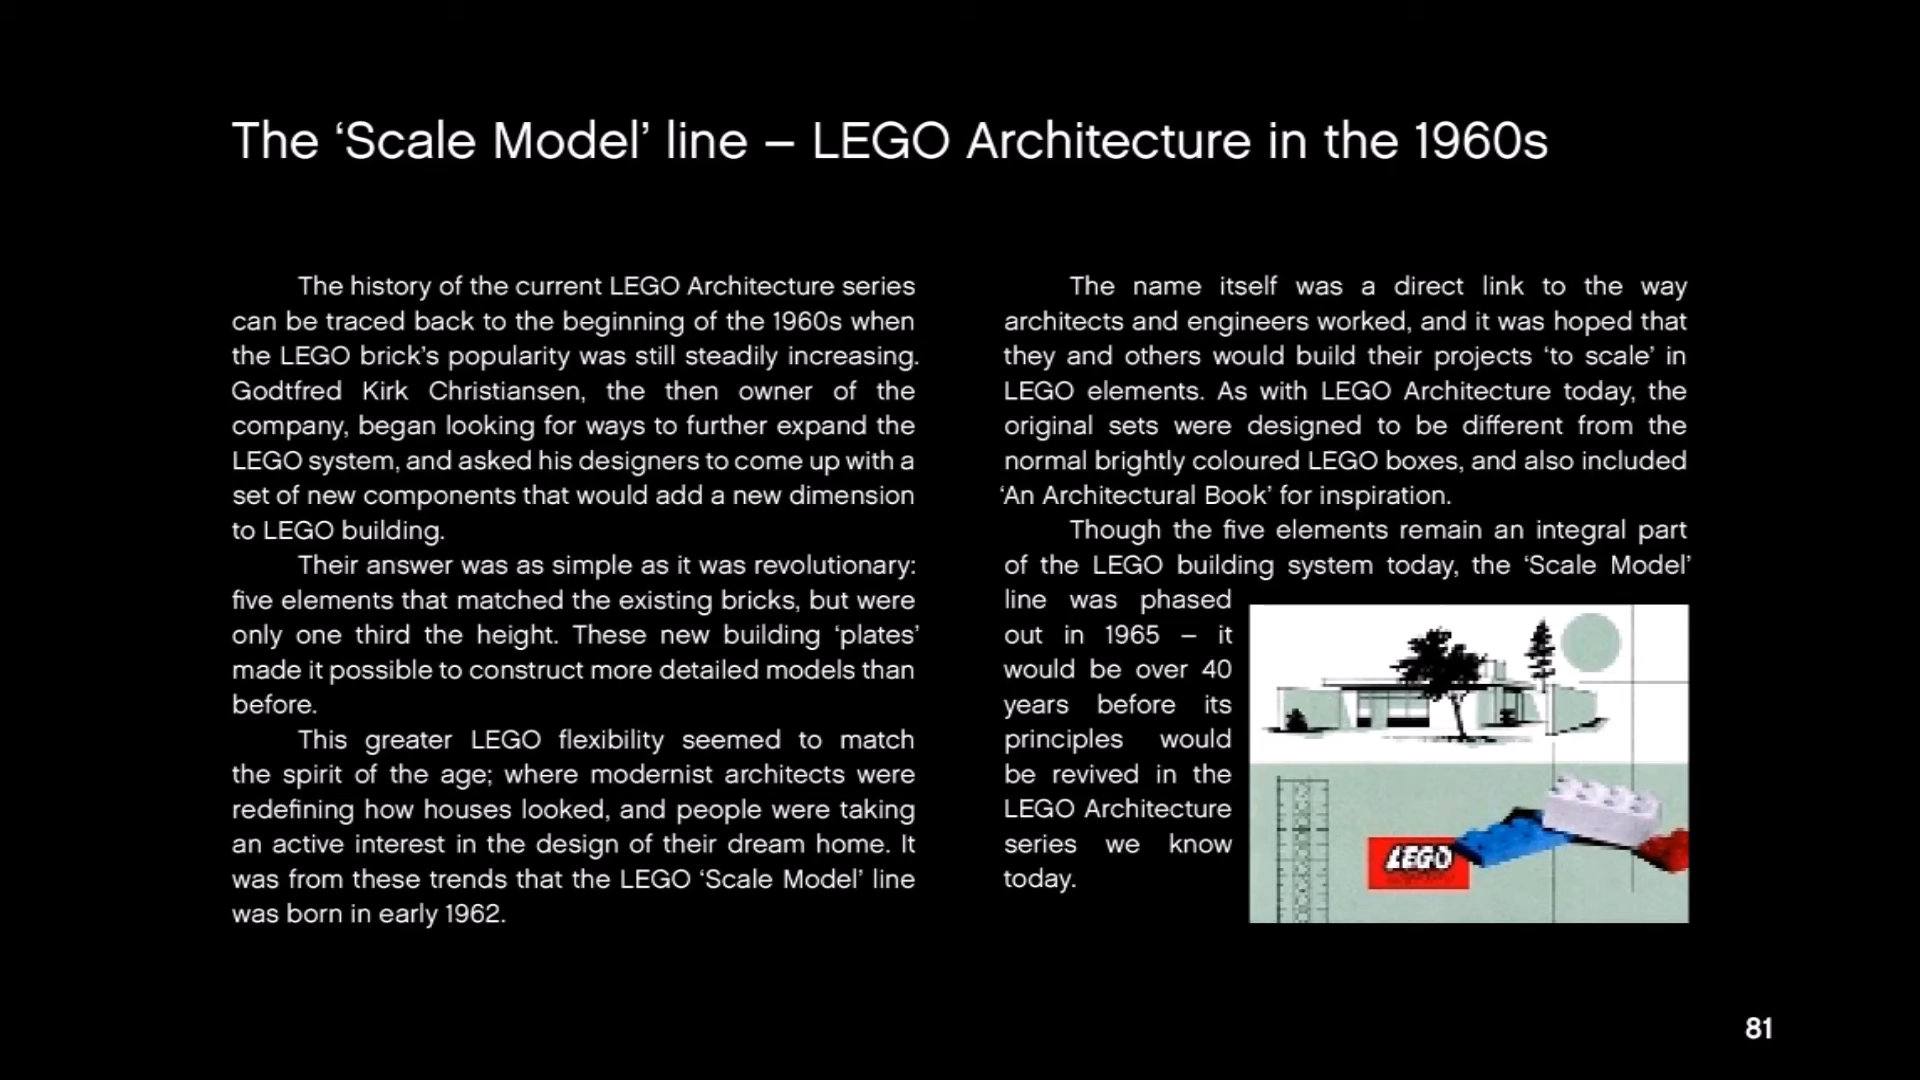 The ‘Scale Model’ line – LEGO Architecture in the 1960s
The history of the current LEGO Architecture series
can be traced back to the beginning of the 1960s when
the LEGO brick’s popularity was still steadily increasing.
Godtfred Kirk Christiansen, the then owner of the
company, began looking for ways to further expand the
LEGO system, and asked his designers to come up with a
set of new components that would add a new dimension
to LEGO building.
Their answer was as simple as it was revolutionary:
five elements that matched the existing bricks, but were
only one third the height. These new building ‘plates’
made it possible to construct more detailed models than
before.
This greater LEGO flexibility seemed to match
the spirit of the age; where modernist architects were
redefining how houses looked, and people were taking
an active interest in the design of their dream home. It
was from these trends that the LEGO ‘Scale Model’ line
was born in early 1962.
The name itself was a direct link to the way
architects and engineers worked, and it was hoped that
they and others would build their projects ‘to scale’ in
LEGO elements. As with LEGO Architecture today, the
original sets were designed to be different from the
normal brightly coloured LEGO boxes, and also included
‘An Architectural Book’ for inspiration.
Though the five elements remain an integral part
of the LEGO building system today, the ‘Scale Model’
line was phased
out in 1965 – it
would be over 40
years before its
principles would
be revived in the
LEGO Architecture
series we know
today.
LEGO
81